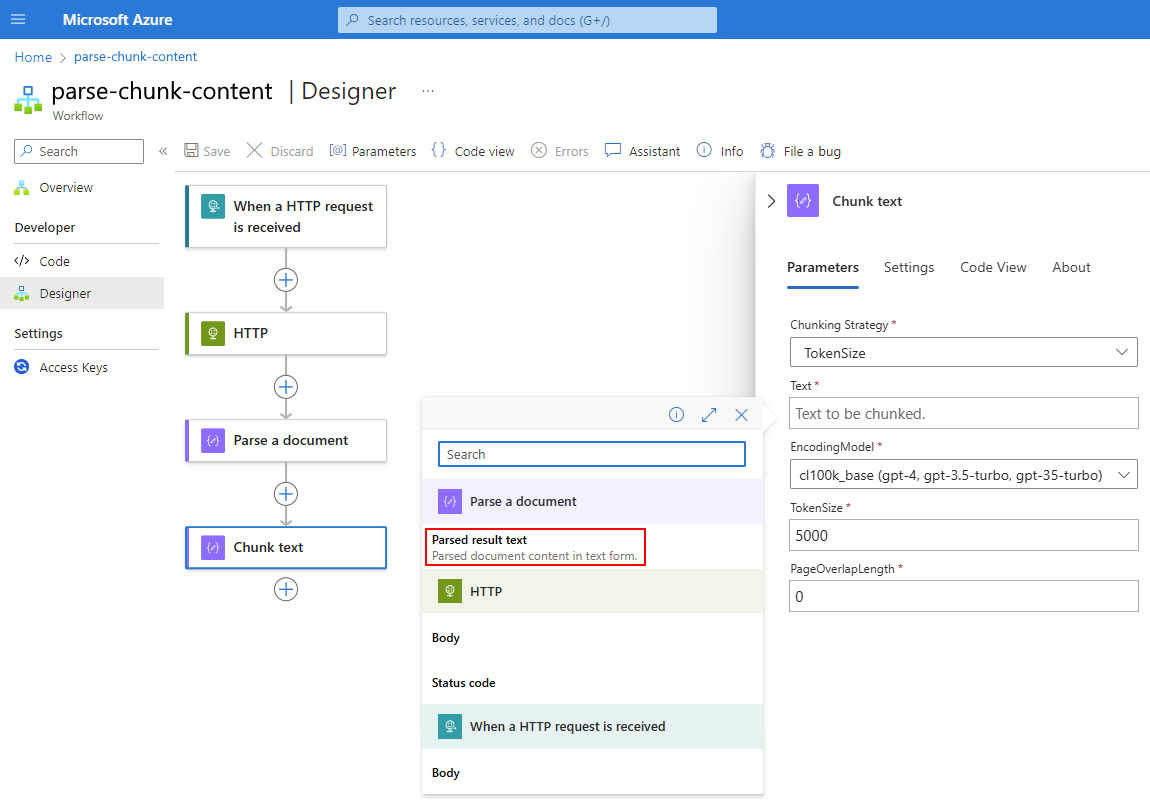 Microsoft Azure
Search resources, services, and docs (G+/)
Home > parse-chunk-content
parse-chunk-content | Designer ...
Workflow
Search «
Save Discard Parameters Code view Errors Assistant Info File a bug
Overview
Developer
Code
Designer
Settings
Access Keys
When a HTTP request
is received
HTTP
Parse a document
Chunk text
Search
Parse a document
Parsed result text
Parsed document content in text form.
HTTP
Body
Status code
When a HTTP request is received
Body
Chunk text
Parameters Settings Code View About
Chunking Strategy *
TokenSize
Text *
Text to be chunked.
EncodingModel *
cl100k_base (gpt-4, gpt-3.5-turbo, gpt-35-turbo)
TokenSize *
5000
PageOverlapLength *
0